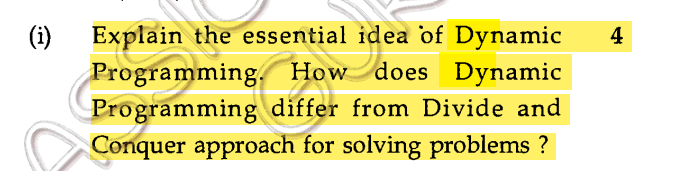 (i) Explain the essential idea of Dynamic 4
Programming. How does Dynamic
Programming differ from Divide and
Conquer approach for solving problems ?